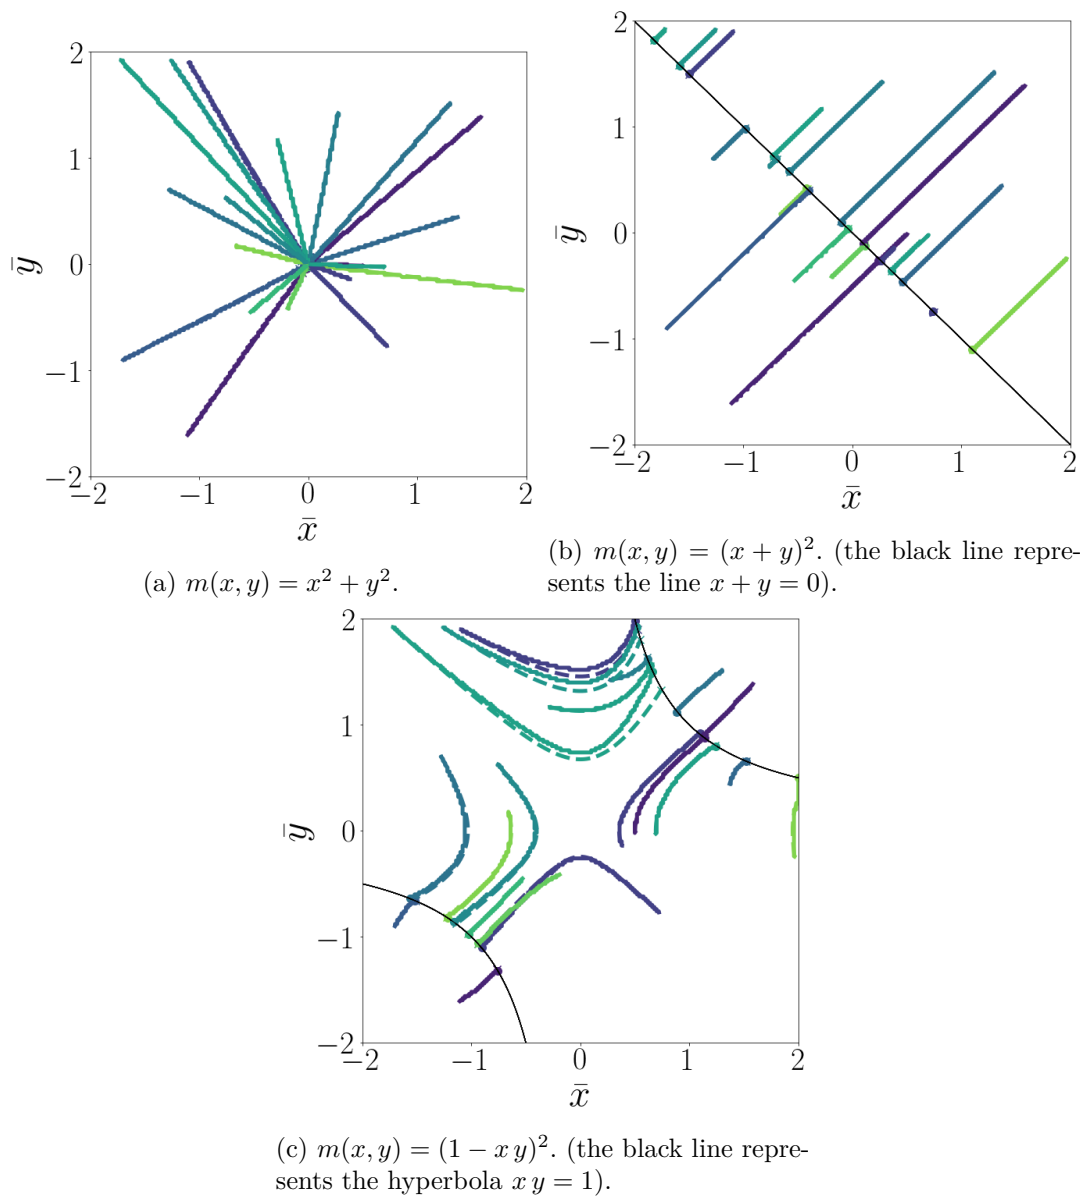 2
1
0
−1
−2
−2
−1
0
1
2
x̄
ȳ
2
1
0
−1
−2
−2
−1
0
1
2
x̄
ȳ
(a) m(x, y) = x² + y².
(b) m(x, y) = (x + y)². (the black line repre-
sents the line x + y = 0).
2
1
0
−1
−2
−2
−1
0
1
2
x̄
ȳ
(c) m(x, y) = (1 − x y)². (the black line repre-
sents the hyperbola x y = 1).